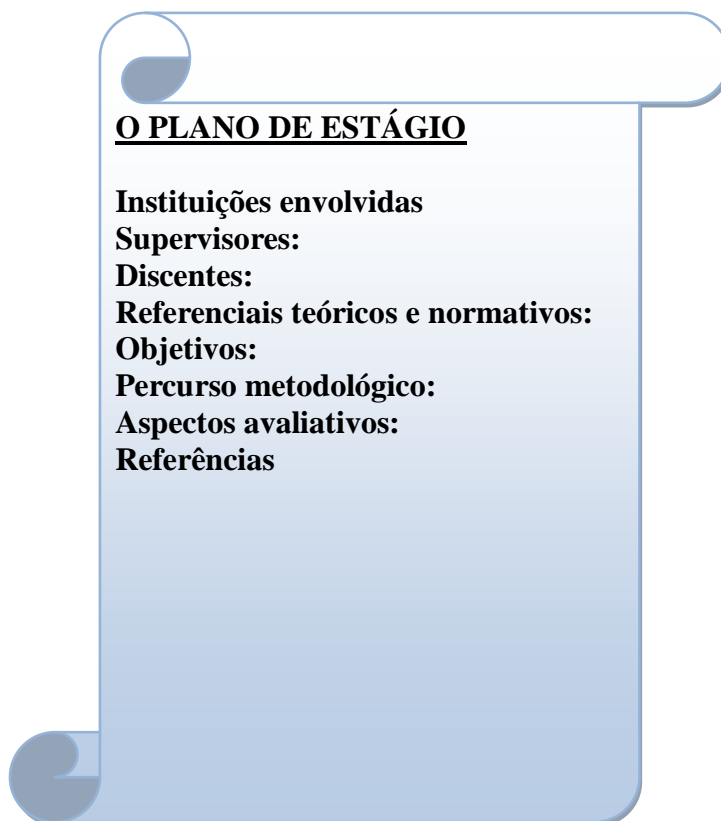 O PLANO DE ESTÁGIO
Instituições envolvidas
Supervisores:
Discentes:
Referenciais teóricos e normativos:
Objetivos:
Percurso metodológico:
Aspectos avaliativos:
Referências